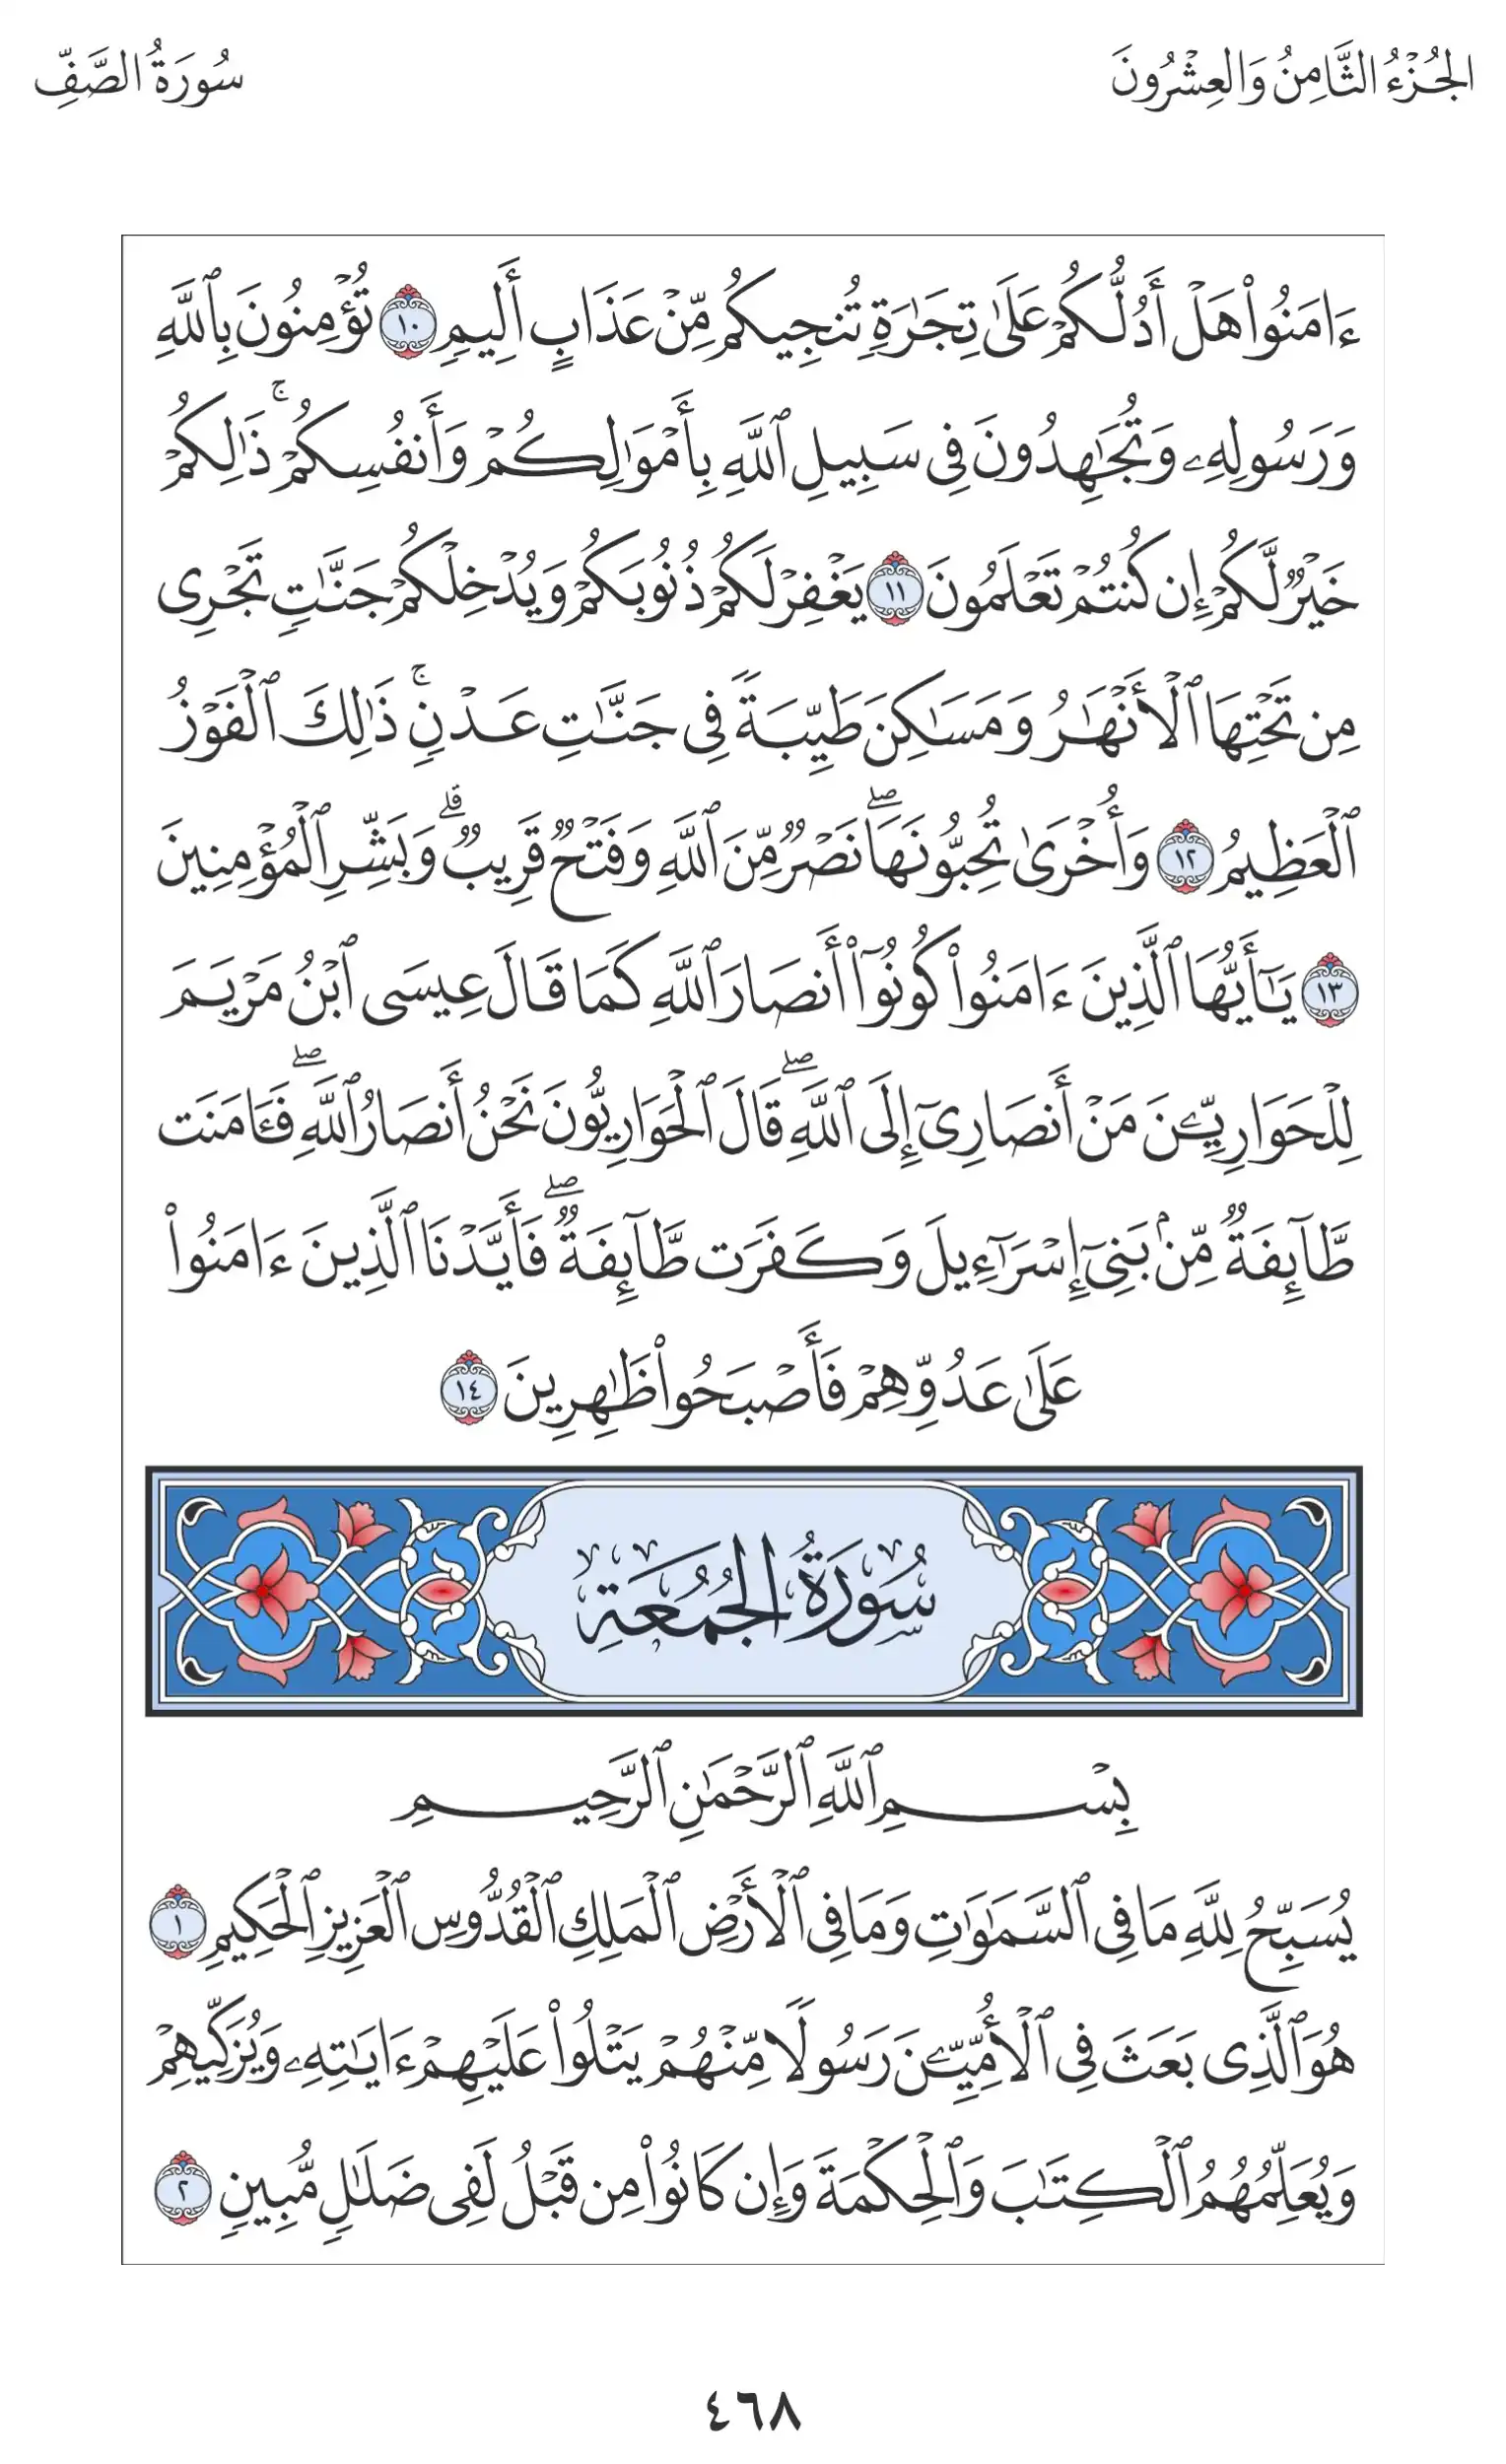 الجُزْءُ الثَّامِنُ وَالعِشْرُونَ
سُورَةُ الصَّفِّ
ءَامَنُوا۟ هَلْ أَدُلُّكُمْ عَلَىٰ تِجَٰرَةٍ تُنجِيكُم مِّنْ عَذَابٍ أَلِيمٍ ١٠ تُؤْمِنُونَ بِٱللَّهِ
وَرَسُولِهِۦ وَتُجَٰهِدُونَ فِى سَبِيلِ ٱللَّهِ بِأَمْوَٰلِكُمْ وَأَنفُسِكُمْ ۚ ذَٰلِكُمْ
خَيْرٌ لَّكُمْ إِن كُنتُمْ تَعْلَمُونَ ١١ يَغْفِرْ لَكُمْ ذُنُوبَكُمْ وَيُدْخِلْكُمْ جَنَّٰتٍ تَجْرِى
مِن تَحْتِهَا ٱلْأَنْهَٰرُ وَمَسَٰكِنَ طَيِّبَةً فِى جَنَّٰتِ عَدْنٍ ۚ ذَٰلِكَ ٱلْفَوْزُ
ٱلْعَظِيمُ ١٢ وَأُخْرَىٰ تُحِبُّونَهَا ۖ نَصْرٌ مِّنَ ٱللَّهِ وَفَتْحٌ قَرِيبٌ ۗ وَبَشِّرِ ٱلْمُؤْمِنِينَ
١٣ يَٰٓأَيُّهَا ٱلَّذِينَ ءَامَنُوا۟ كُونُوٓا۟ أَنصَارَ ٱللَّهِ كَمَا قَالَ عِيسَى ٱبْنُ مَرْيَمَ
لِلْحَوَارِيِّۦنَ مَنْ أَنصَارِىٓ إِلَى ٱللَّهِ ۖ قَالَ ٱلْحَوَارِيُّونَ نَحْنُ أَنصَارُ ٱللَّهِ ۖ فَـَٔامَنَت
طَّآئِفَةٌ مِّنۢ بَنِىٓ إِسْرَٰٓءِيلَ وَكَفَرَت طَّآئِفَةٌ ۖ فَأَيَّدْنَا ٱلَّذِينَ ءَامَنُوا۟
عَلَىٰ عَدُوِّهِمْ فَأَصْبَحُوا۟ ظَٰهِرِينَ ١٤
سُورَةُ الجُمُعَةِ
بِسْمِ ٱللَّهِ ٱلرَّحْمَٰنِ ٱلرَّحِيمِ
يُسَبِّحُ لِلَّهِ مَا فِى ٱلسَّمَٰوَٰتِ وَمَا فِى ٱلْأَرْضِ ٱلْمَلِكِ ٱلْقُدُّوسِ ٱلْعَزِيزِ ٱلْحَكِيمِ ١
هُوَ ٱلَّذِى بَعَثَ فِى ٱلْأُمِّيِّۦنَ رَسُولًا مِّنْهُمْ يَتْلُوا۟ عَلَيْهِمْ ءَايَٰتِهِۦ وَيُزَكِّيهِمْ
وَيُعَلِّمُهُمُ ٱلْكِتَٰبَ وَٱلْحِكْمَةَ وَإِن كَانُوا۟ مِن قَبْلُ لَفِى ضَلَٰلٍ مُّبِينٍ ٢
٤٦٨